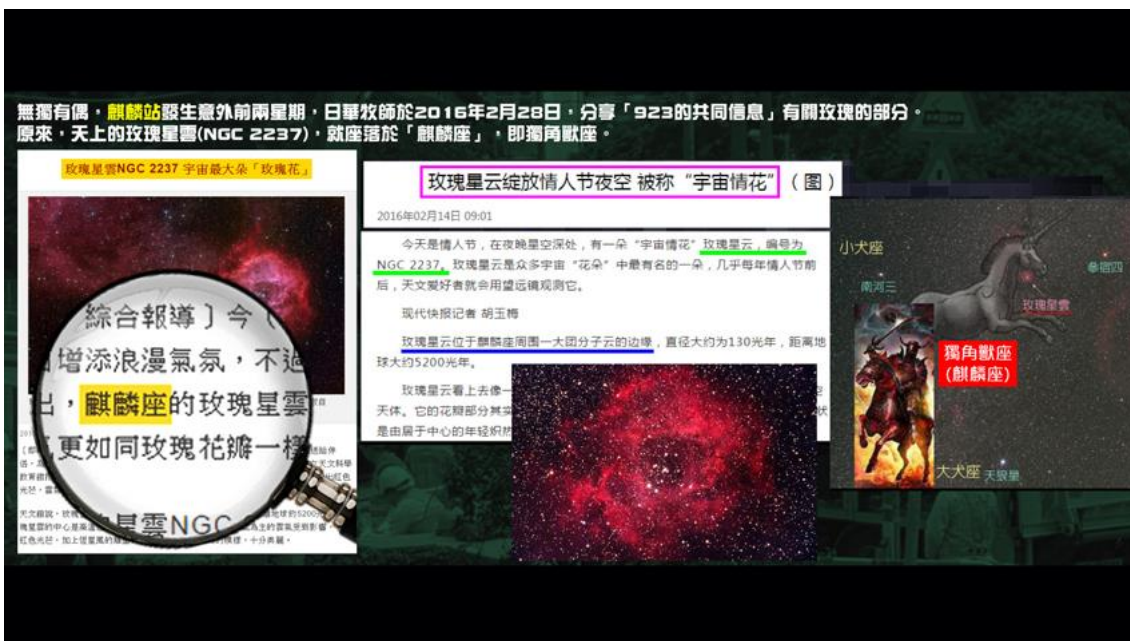 無獨有偶,麒麟站發生意外前兩星期,日華牧師於2016年2月28日,分享「923的共同信息」有關玫瑰的部分。
原來,天上的玫瑰星雲(NGC 2237),就座落於「麒麟座」,即獨角獸座。
玫瑰星雲NGC 2237 宇宙最大朵「玫瑰花」
綜合報導〕今
增添浪漫氣氛,不過
出,麒麟座的玫瑰星雲
更如同玫瑰花瓣一樣
星雲NGC
紅色光芒,加上恆星風的
十分典麗。
玫瑰星云绽放情人节夜空 被称“宇宙情花”(图)
2016年02月14日 09:01
今天是情人节,在夜晚星空深处,有一朵“宇宙情花”玫瑰星云,编号为
NGC 2237。玫瑰星云是众多宇宙“花朵”中最有名的一朵,几乎每年情人节前
后,天文爱好者就会用望远镜观测它。
现代快报记者 胡玉梅
玫瑰星云位于麒麟座周围一大团分子云的边缘,直径大约为130光年,距离地
球大约5200光年。
玫瑰星云看上去像一
天体。它的花瓣部分其实
是由居于中心的年轻炽热
小犬座
南河三
參宿四
玫瑰星雲
獨角獸座
(麒麟座)
大犬座 天狼星